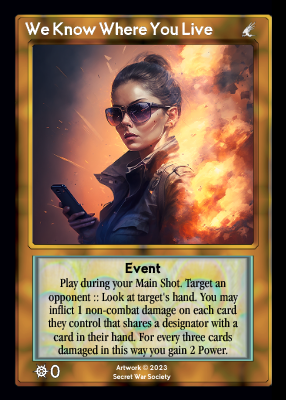 We Know Where You Live
Event
Play during your Main Shot. Target an
opponent :: Look at target's hand. You may
inflict 1 non-combat damage on each card
they control that shares a designator with a
card in their hand. For every three cards
damaged in this way you gain 2 Power.
0
Artwork © 2023
Secret War Society